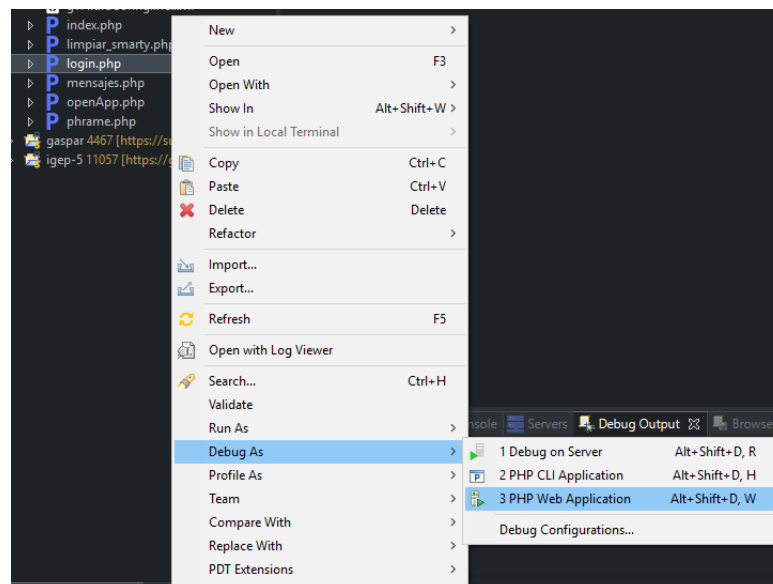 index.php
limpiar_smarty.php
login.php
mensajes.php
openApp.php
phrame.php
gaspar 4467 [https://su
igep-5 11057 [https://
New
Open F3
Open With
Show In Alt+Shift+W
Show in Local Terminal
Copy Ctrl+C
Paste Ctrl+V
Delete Delete
Refactor
Import...
Export...
Refresh F5
Open with Log Viewer
Search... Ctrl+H
Validate
Run As
Debug As
Profile As
Team
Compare With
Replace With
PDT Extensions
nsole Servers Debug Output Browse
1 Debug on Server Alt+Shift+D, R
2 PHP CLI Application Alt+Shift+D, H
3 PHP Web Application Alt+Shift+D, W
Debug Configurations...